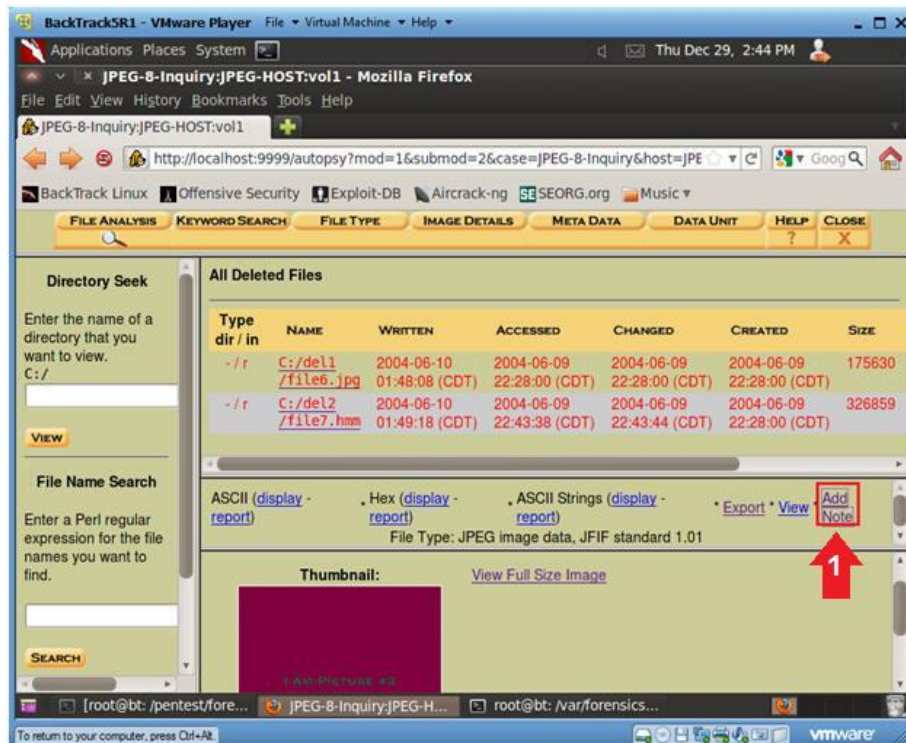 BackTrack5R1 - VMware Player File Virtual Machine Help
Applications Places System Thu Dec 29, 2:44 PM
JPEG-8-Inquiry:JPEG-HOST:vol1 - Mozilla Firefox
File Edit View History Bookmarks Tools Help
JPEG-8-Inquiry:JPEG-HOST:vol1
http://localhost:9999/autopsy?mod=1&submod=2&case=JPEG-8-Inquiry&host=JPE Goog
BackTrack Linux Offensive Security Exploit-DB Aircrack-ng SEORG.org Music
FILE ANALYSIS KEYWORD SEARCH FILE TYPE IMAGE DETAILS META DATA DATA UNIT HELP CLOSE
? X
Directory Seek
Enter the name of a
directory that you
want to view.
C:/
VIEW
File Name Search
Enter a Perl regular
expression for the file
names you want to
find.
SEARCH
All Deleted Files
Type
dir / in
NAME WRITTEN ACCESSED CHANGED CREATED SIZE
- / r C:/del1 2004-06-10 2004-06-09 2004-06-09 2004-06-09 175630
/file6.jpg 01:48:08 (CDT) 22:28:00 (CDT) 22:28:00 (CDT) 22:28:00 (CDT)
- / r C:/del2 2004-06-10 2004-06-09 2004-06-09 2004-06-09 326859
/file7.hmm 01:49:18 (CDT) 22:43:38 (CDT) 22:43:44 (CDT) 22:28:00 (CDT)
ASCII (display - Hex (display - ASCII Strings (display - * Export * View * Add
report) report) report) Note
File Type: JPEG image data, JFIF standard 1.01
1
Thumbnail: View Full Size Image
I AM PICTURE
[root@bt: /pentest/fore... JPEG-8-Inquiry:JPEG-H... root@bt: /var/forensics...
To return to your computer, press Ctrl+Alt. vmware